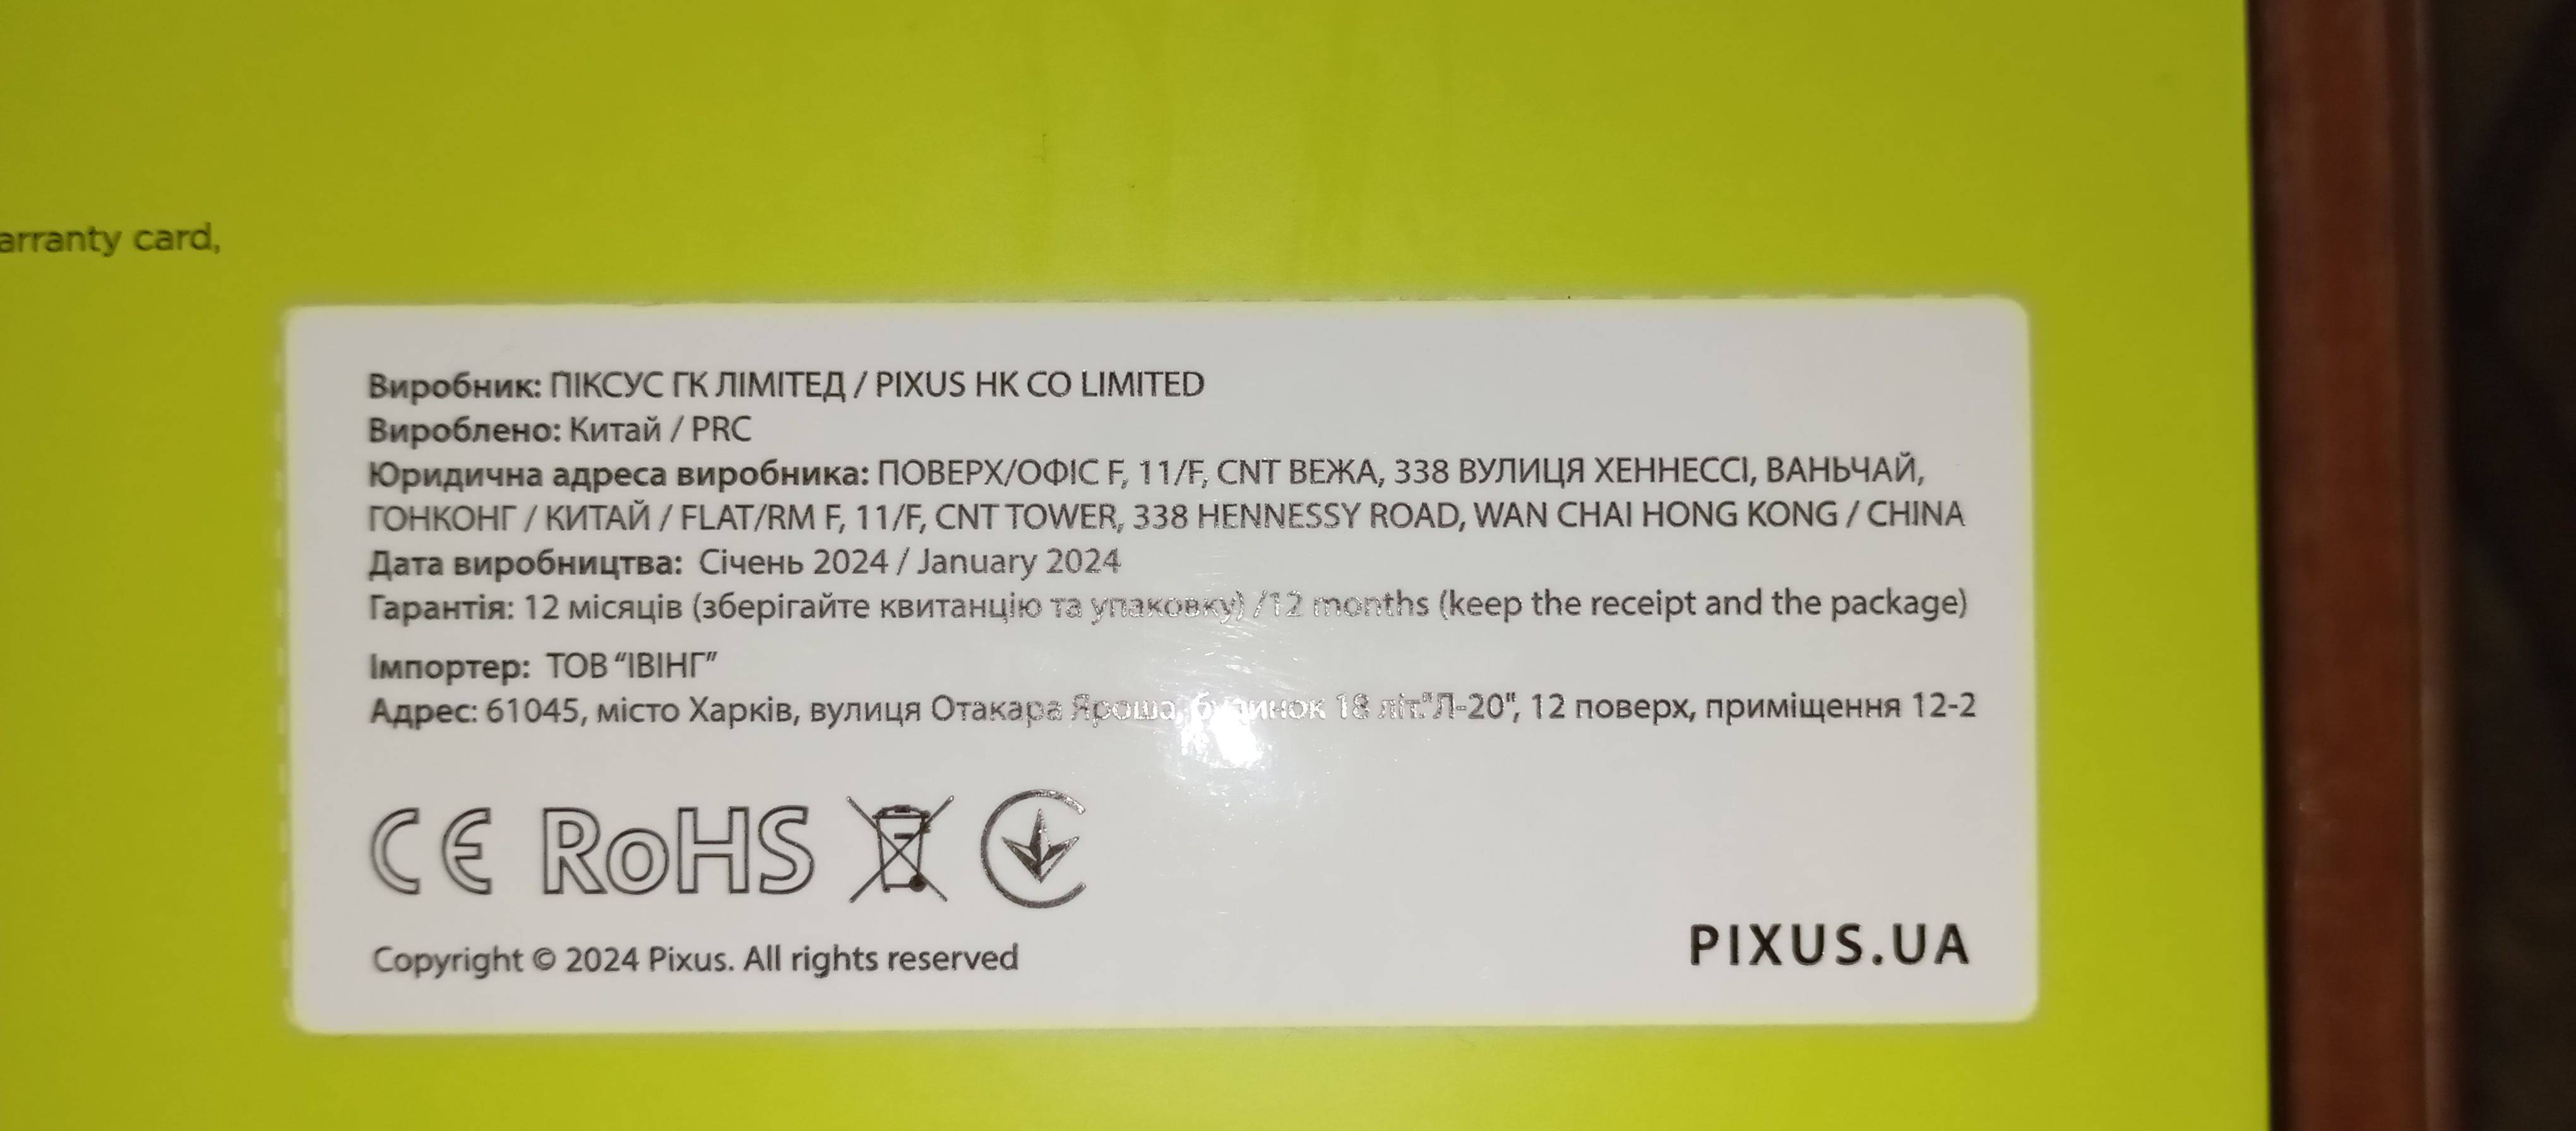 arranty card,
Виробник: ПІКСУС ГК ЛІМІТЕД / PIXUS HK CO LIMITED
Вироблено: Китай / PRC
Юридична адреса виробника: ПОВЕРХ/ОФІС F, 11/F, CNT ВЕЖА, 338 ВУЛИЦЯ ХЕННЕССІ, ВАНЬЧАЙ,
ГОНКОНГ / КИТАЙ / FLAT/RM F, 11/F, CNT TOWER, 338 HENNESSY ROAD, WAN CHAI HONG KONG / CHINA
Дата виробництва: Січень 2024 / January 2024
Гарантія: 12 місяців (зберігайте квитанцію та упаковку) /12 months (keep the receipt and the package)
Імпортер: ТОВ “ІВІНГ”
Адрес: 61045, місто Харків, вулиця Отакара Яроша, будинок 18 літ."Л-20", 12 поверх, приміщення 12-2
CE RoHS
Copyright © 2024 Pixus. All rights reserved
PIXUS.UA